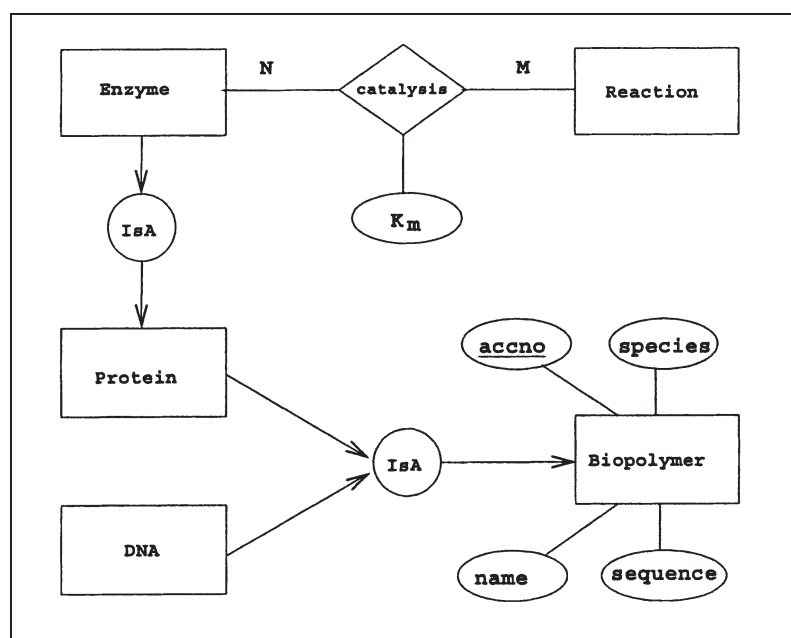 N
M
Enzyme
catalysis
Reaction
Km
IsA
accno
species
Protein
IsA
Biopolymer
DNA
name
sequence